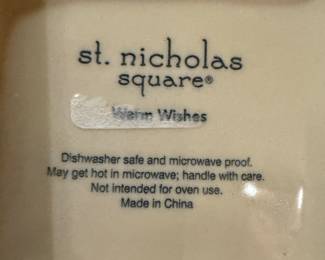 st. nicholas
square®
Warm Wishes
Dishwasher safe and microwave proof.
May get hot in microwave; handle with care.
Not intended for oven use.
Made in China